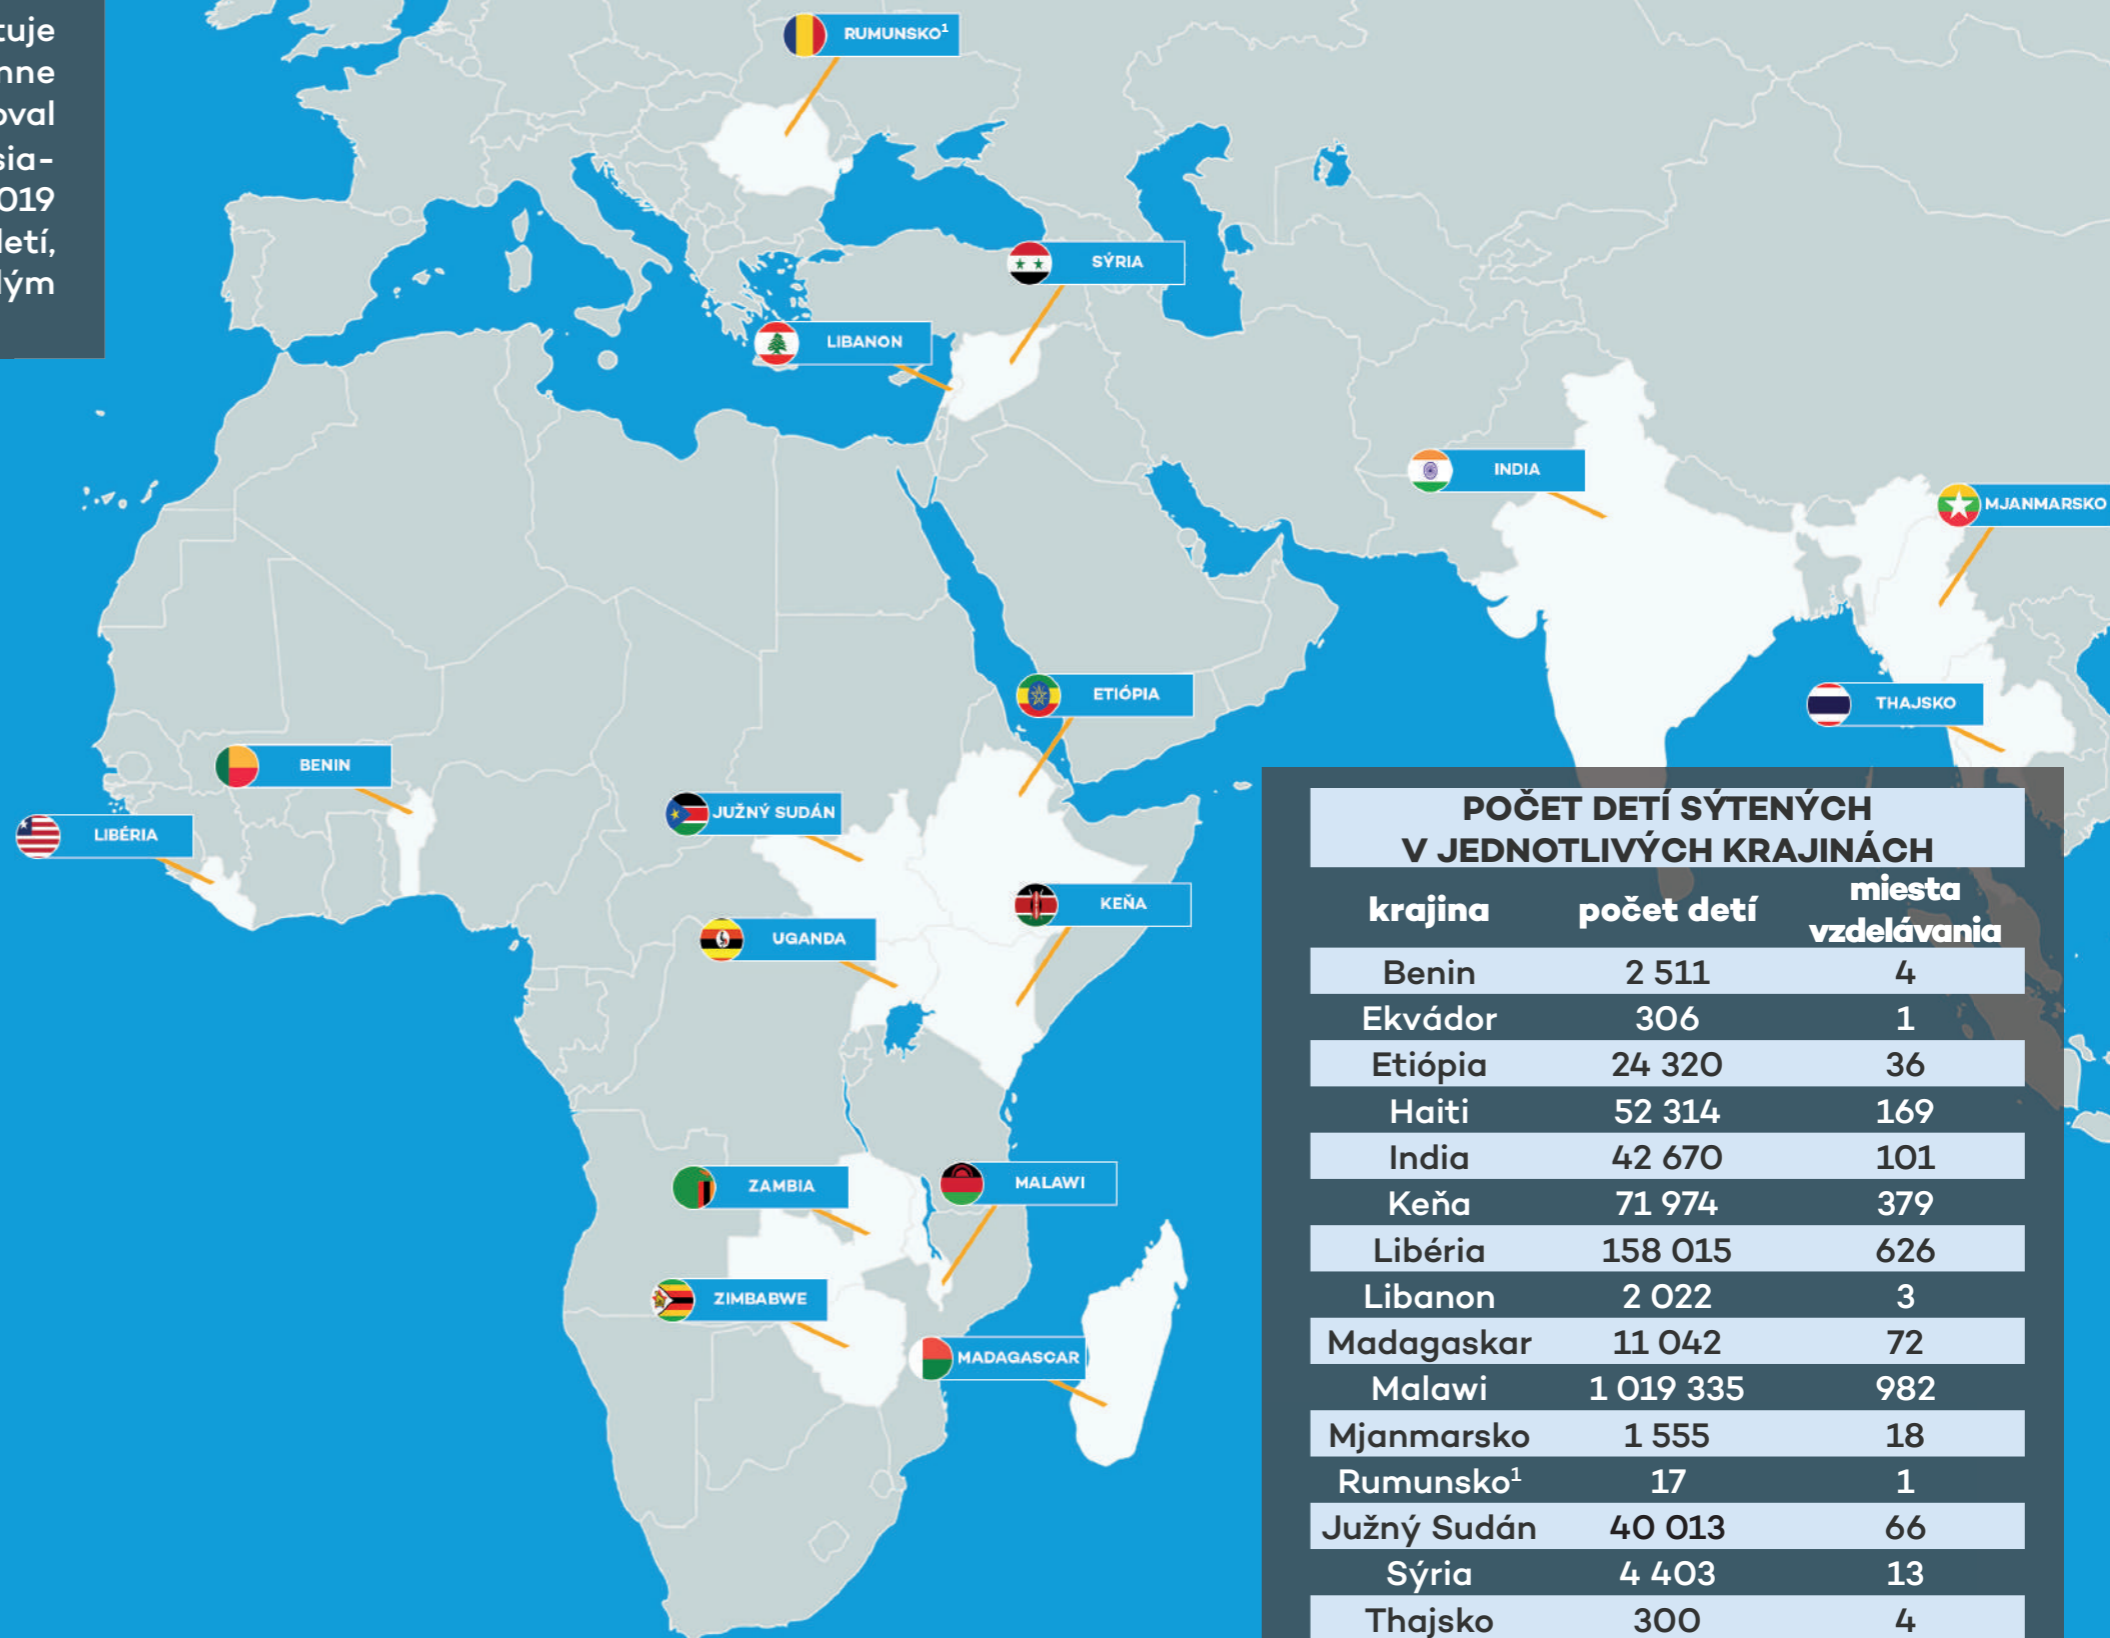 tuje
nne
oval
sia-
019
letí,
lým
RUMUNSKO¹
SÝRIA
LIBANON
INDIA
MJANMARSKO
ETIÓPIA
THAJSKO
BENIN
JUŽNÝ SUDÁN
LIBÉRIA
KEŇA
UGANDA
ZAMBIA
MALAWI
ZIMBABWE
MADAGASCAR
POČET DETÍ SÝTENÝCH
V JEDNOTLIVÝCH KRAJINÁCH
krajina počet detí miesta vzdelávania
Benin 2 511 4
Ekvádor 306 1
Etiópia 24 320 36
Haiti 52 314 169
India 42 670 101
Keňa 71 974 379
Libéria 158 015 626
Libanon 2 022 3
Madagaskar 11 042 72
Malawi 1 019 335 982
Mjanmarsko 1 555 18
Rumunsko¹ 17 1
Južný Sudán 40 013 66
Sýria 4 403 13
Thajsko 300 4